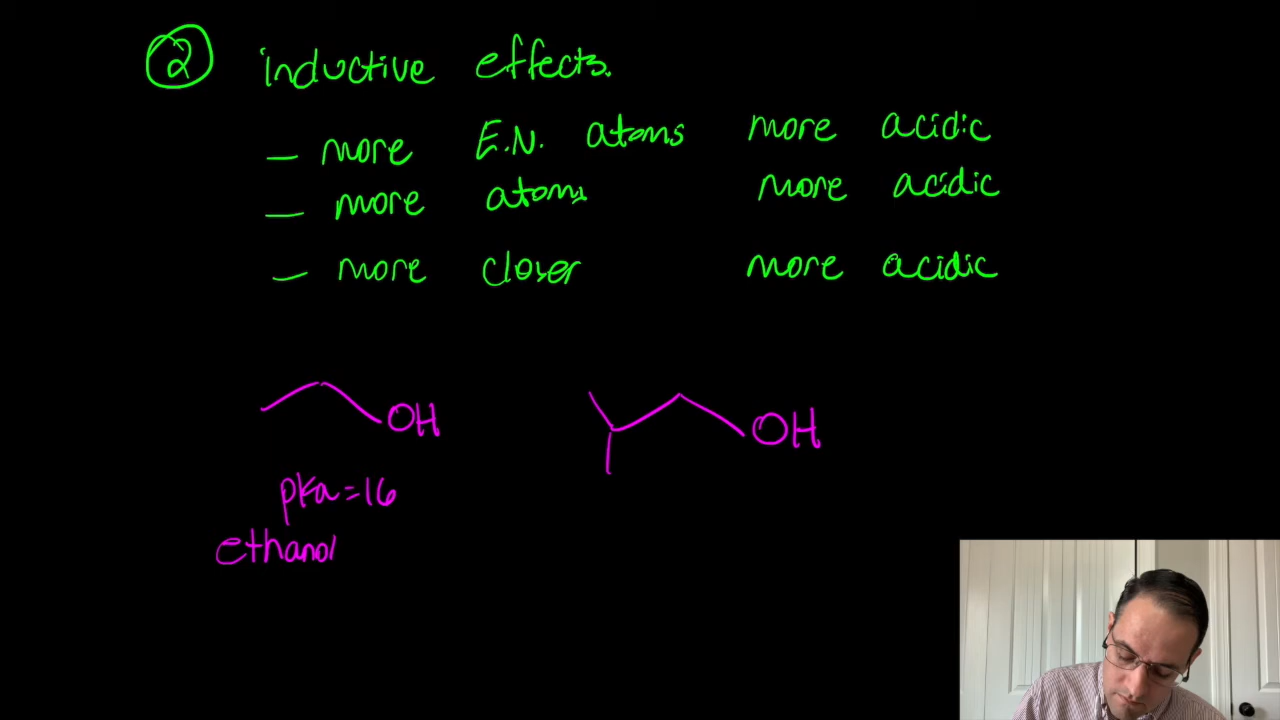 ② inductive effects.
— more E.N. atoms more acidic
— more atoms more acidic
— more closer more acidic
OH
OH
pka=16
ethanol